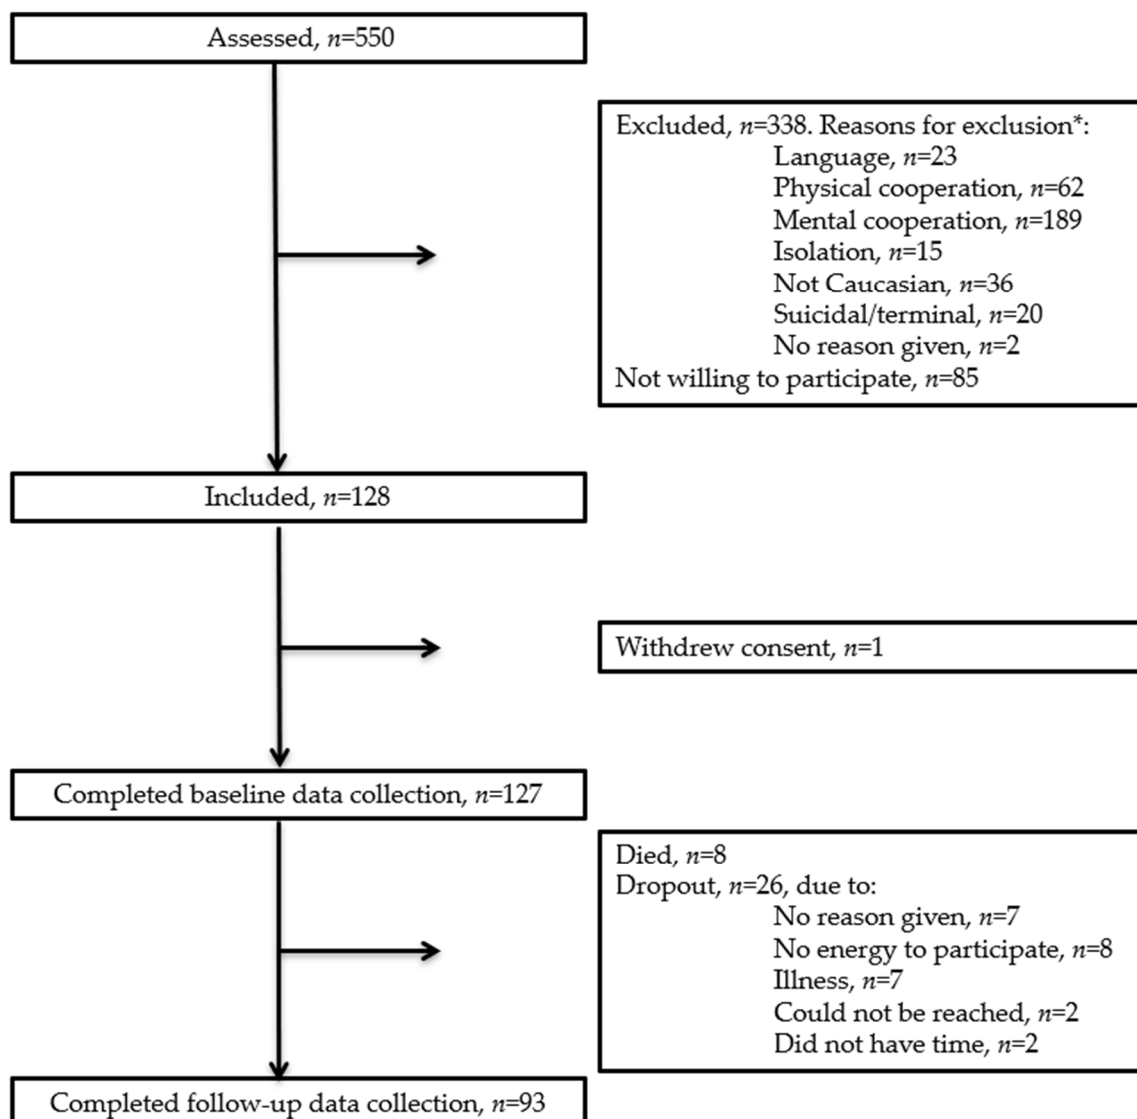 Assessed, n=550
Excluded, n=338. Reasons for exclusion*:
Language, n=23
Physical cooperation, n=62
Mental cooperation, n=189
Isolation, n=15
Not Caucasian, n=36
Suicidal/terminal, n=20
No reason given, n=2
Not willing to participate, n=85
Included, n=128
Withdrew consent, n=1
Completed baseline data collection, n=127
Died, n=8
Dropout, n=26, due to:
No reason given, n=7
No energy to participate, n=8
Illness, n=7
Could not be reached, n=2
Did not have time, n=2
Completed follow-up data collection, n=93